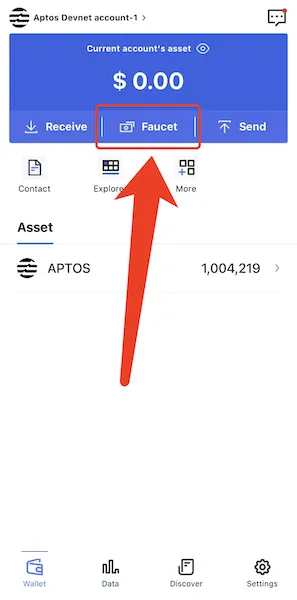 Aptos Devnet account-1
Current account's asset
$ 0.00
Receive
Faucet
Send
Contact
Explore
More
Asset
APTOS 1,004,219
Wallet
Data
Discover
Settings